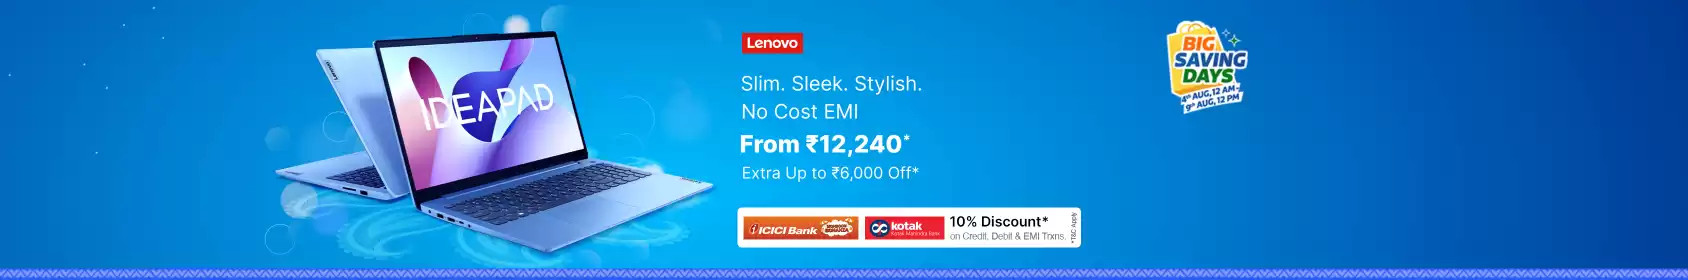 Lenovo
IDEAPAD
Lenovo
Slim. Sleek. Stylish.
No Cost EMI
From ₹12,240*
Extra Up to ₹6,000 Off*
ICICI Bank
kotak
Kotak Mahindra Bank
10% Discount*
on Credit, Debit & EMI Trxns.
*T&C Apply
BIG
SAVING
DAYS
4th AUG, 12 AM-
9th AUG, 12 PM